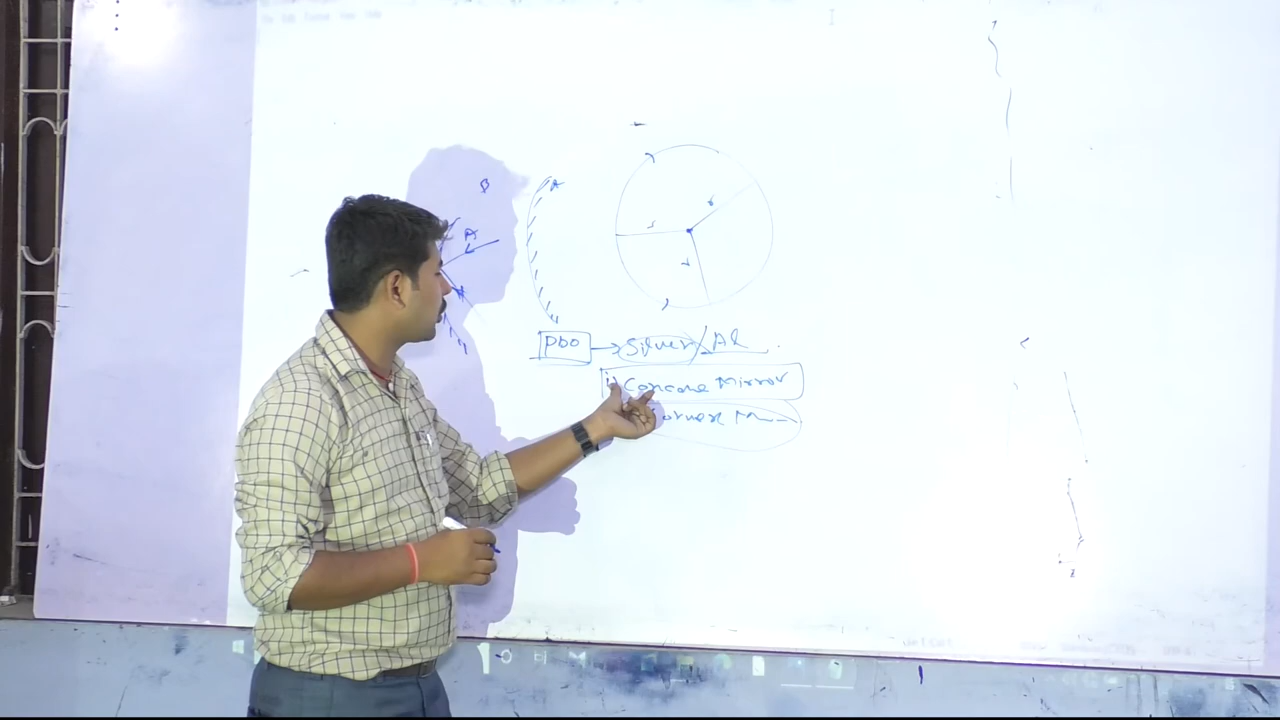 B
A
A
r
r
r
Pbo → Silver/Al
i) Concave Mirror
Convex M